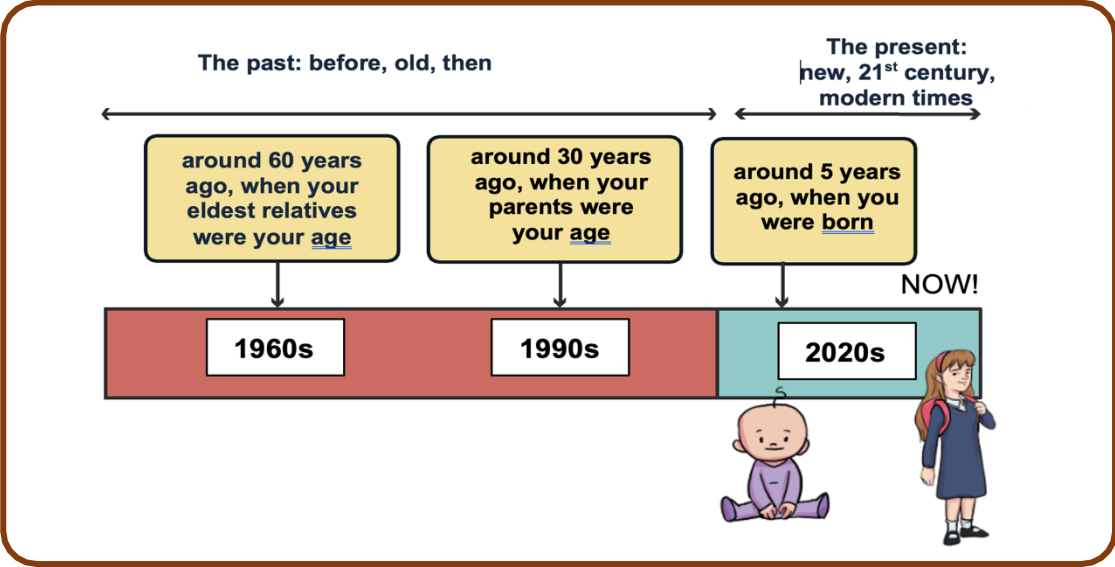 The past: before, old, then
The present:
new, 21st century,
modern times
around 60 years
ago, when your
eldest relatives
were your age
around 30 years
ago, when your
parents were
your age
around 5 years
ago, when you
were born
NOW!
1960s
1990s
2020s